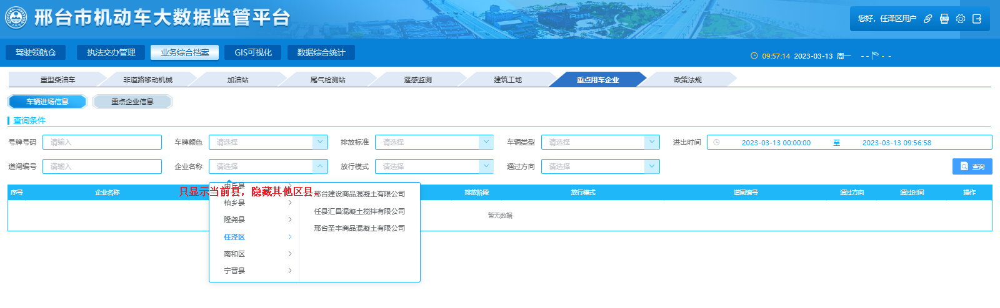 邢台市机动车大数据监管平台
您好，任泽区用户
驾驶领航仓 执法交办管理 业务综合档案 GIS可视化 数据综合统计
09:57:14 2023-03-13 周一 - - - -
重型柴油车 非道路移动机械 加油站 尾气检测站 遥感监测 建筑工地 重点用车企业 政策法规
车辆进场信息 重点企业信息
查询条件
号牌号码 请输入 车牌颜色 请选择 排放标准 请选择 车辆类型 请选择 进出时间 2023-03-13 00:00:00 至 2023-03-13 09:56:58
道闸编号 请输入 企业名称 请选择 放行模式 请选择 通过方向 请选择 查询
序号 企业名称 排放阶段 放行模式 道闸编号 通过方向 通过时间 操作
内丘县
只显示当前县，隐藏其他区县。
邢台建设商品混凝土有限公司
柏乡县
任县汇昌混凝土搅拌有限公司
暂无数据
隆尧县
邢台圣丰商品混凝土有限公司
任泽区
南和区
宁晋县